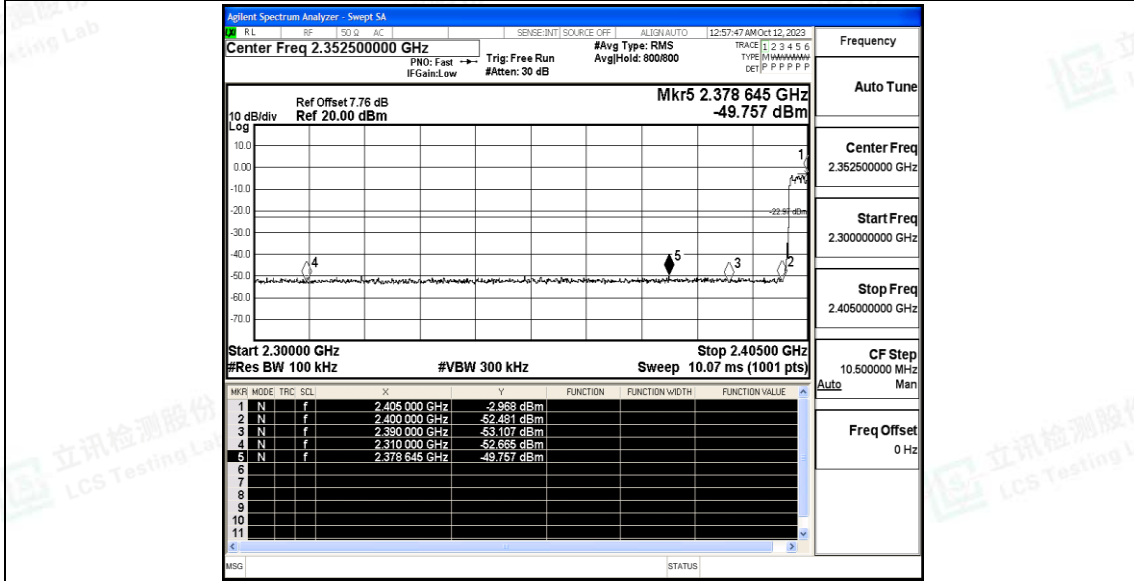 Agilent Spectrum Analyzer - Swept SA
RL RF 50 Ω AC SENSE:INT SOURCE OFF ALIGN AUTO 12:57:47 AM Oct 12, 2023
Center Freq 2.352500000 GHz
PNO: Fast
IFGain:Low
Trig: Free Run
#Atten: 30 dB
#Avg Type: RMS
Avg|Hold: 800/800
TRACE 1 2 3 4 5 6
TYPE M WWWWW
DET P P P P P P
Ref Offset 7.76 dB
Ref 20.00 dBm
10 dB/div
Log
Mkr5 2.378 645 GHz
-49.757 dBm
10.0
0.00
-10.0
-20.0
-30.0
-40.0
-50.0
-60.0
-70.0
1
-22.97 dBm
4
5
3
2
Start 2.30000 GHz
Stop 2.40500 GHz
#Res BW 100 kHz
#VBW 300 kHz
Sweep 10.07 ms (1001 pts)
MKR MODE TRC SCL X Y FUNCTION FUNCTION WIDTH FUNCTION VALUE
1 N f 2.405 000 GHz -2.968 dBm
2 N f 2.400 000 GHz -52.481 dBm
3 N f 2.390 000 GHz -53.107 dBm
4 N f 2.310 000 GHz -52.665 dBm
5 N f 2.378 645 GHz -49.757 dBm
6
7
8
9
10
11
MSG
STATUS
Frequency
Auto Tune
Center Freq
2.352500000 GHz
Start Freq
2.300000000 GHz
Stop Freq
2.405000000 GHz
CF Step
10.500000 MHz
Auto Man
Freq Offset
0 Hz
立讯检测股份
LCS Testing Lab
立讯检测股份
LCS Testing L